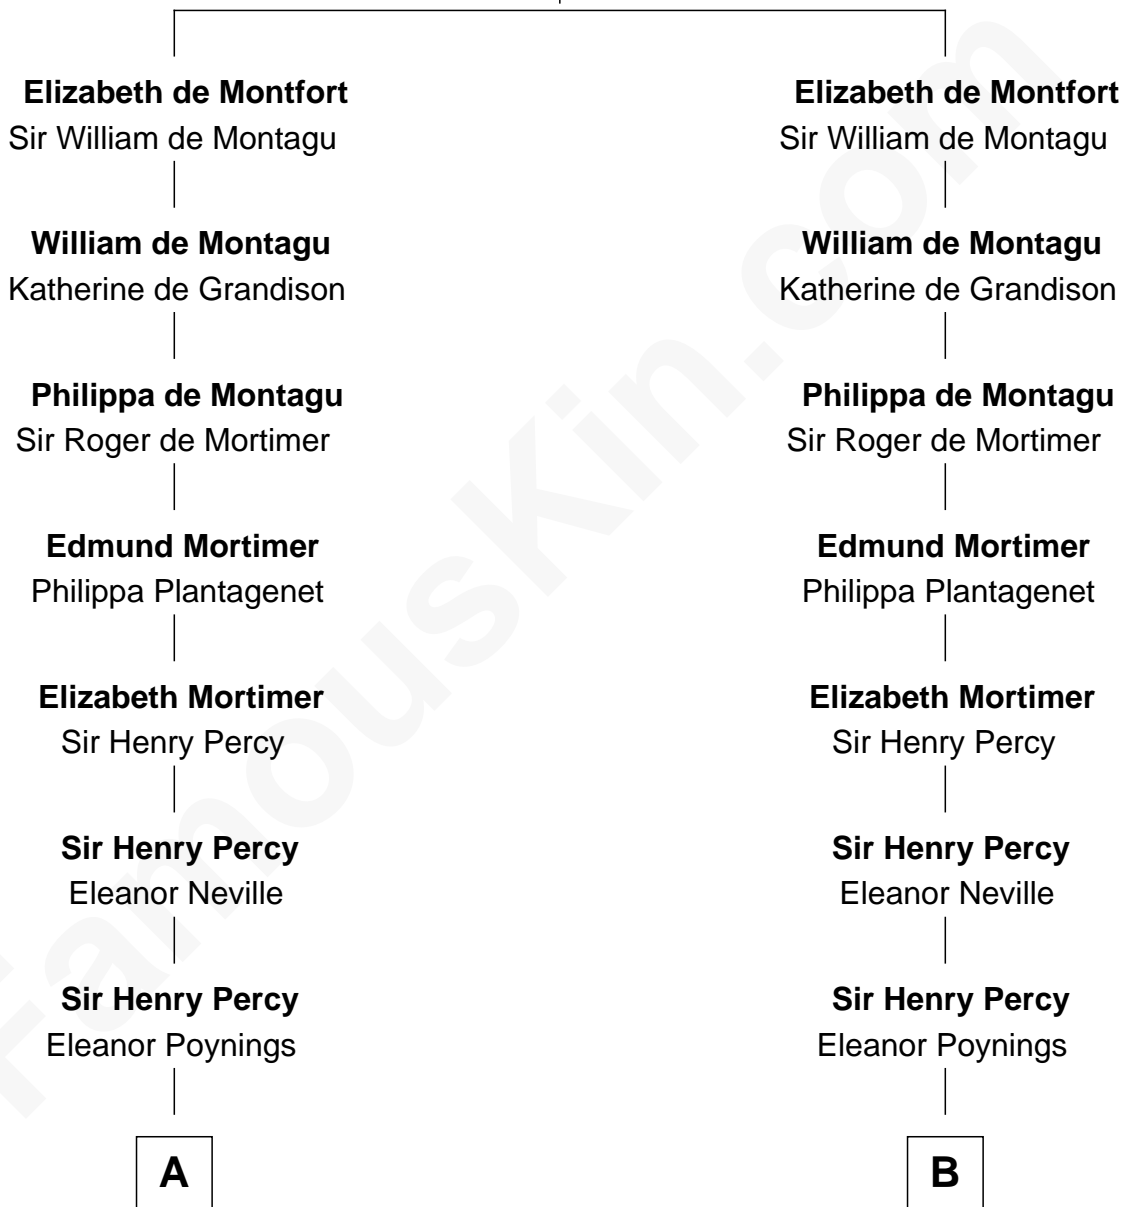 Elizabeth de Montfort
Sir William de Montagu
William de Montagu
Katherine de Grandison
Philippa de Montagu
Sir Roger de Mortimer
Edmund Mortimer
Philippa Plantagenet
Elizabeth Mortimer
Sir Henry Percy
Sir Henry Percy
Eleanor Neville
Sir Henry Percy
Eleanor Poynings
A
Elizabeth de Montfort
Sir William de Montagu
William de Montagu
Katherine de Grandison
Philippa de Montagu
Sir Roger de Mortimer
Edmund Mortimer
Philippa Plantagenet
Elizabeth Mortimer
Sir Henry Percy
Sir Henry Percy
Eleanor Neville
Sir Henry Percy
Eleanor Poynings
B
FamousKin.com